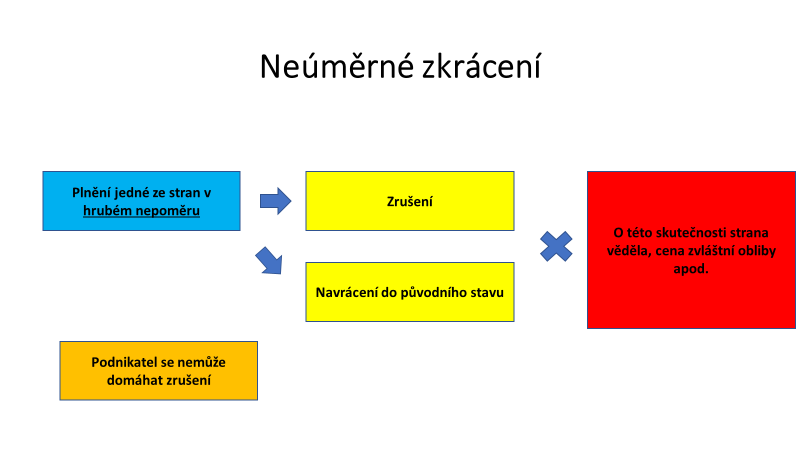 Neúměrné zkrácení
Plnění jedné ze stran v
hrubém nepoměru
Zrušení
Navrácení do původního stavu
O této skutečnosti strana
věděla, cena zvláštní obliby
apod.
Podnikatel se nemůže
domáhat zrušení